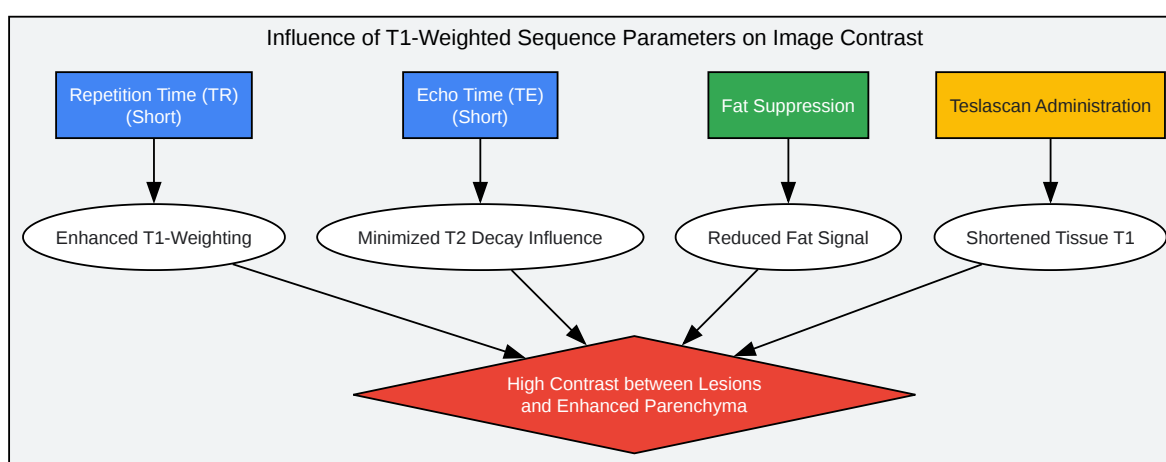 Influence of T1-Weighted Sequence Parameters on Image Contrast
Repetition Time (TR)
(Short)
Echo Time (TE)
(Short)
Fat Suppression
Teslascan Administration
Enhanced T1-Weighting
Minimized T2 Decay Influence
Reduced Fat Signal
Shortened Tissue T1
High Contrast between Lesions
and Enhanced Parenchyma